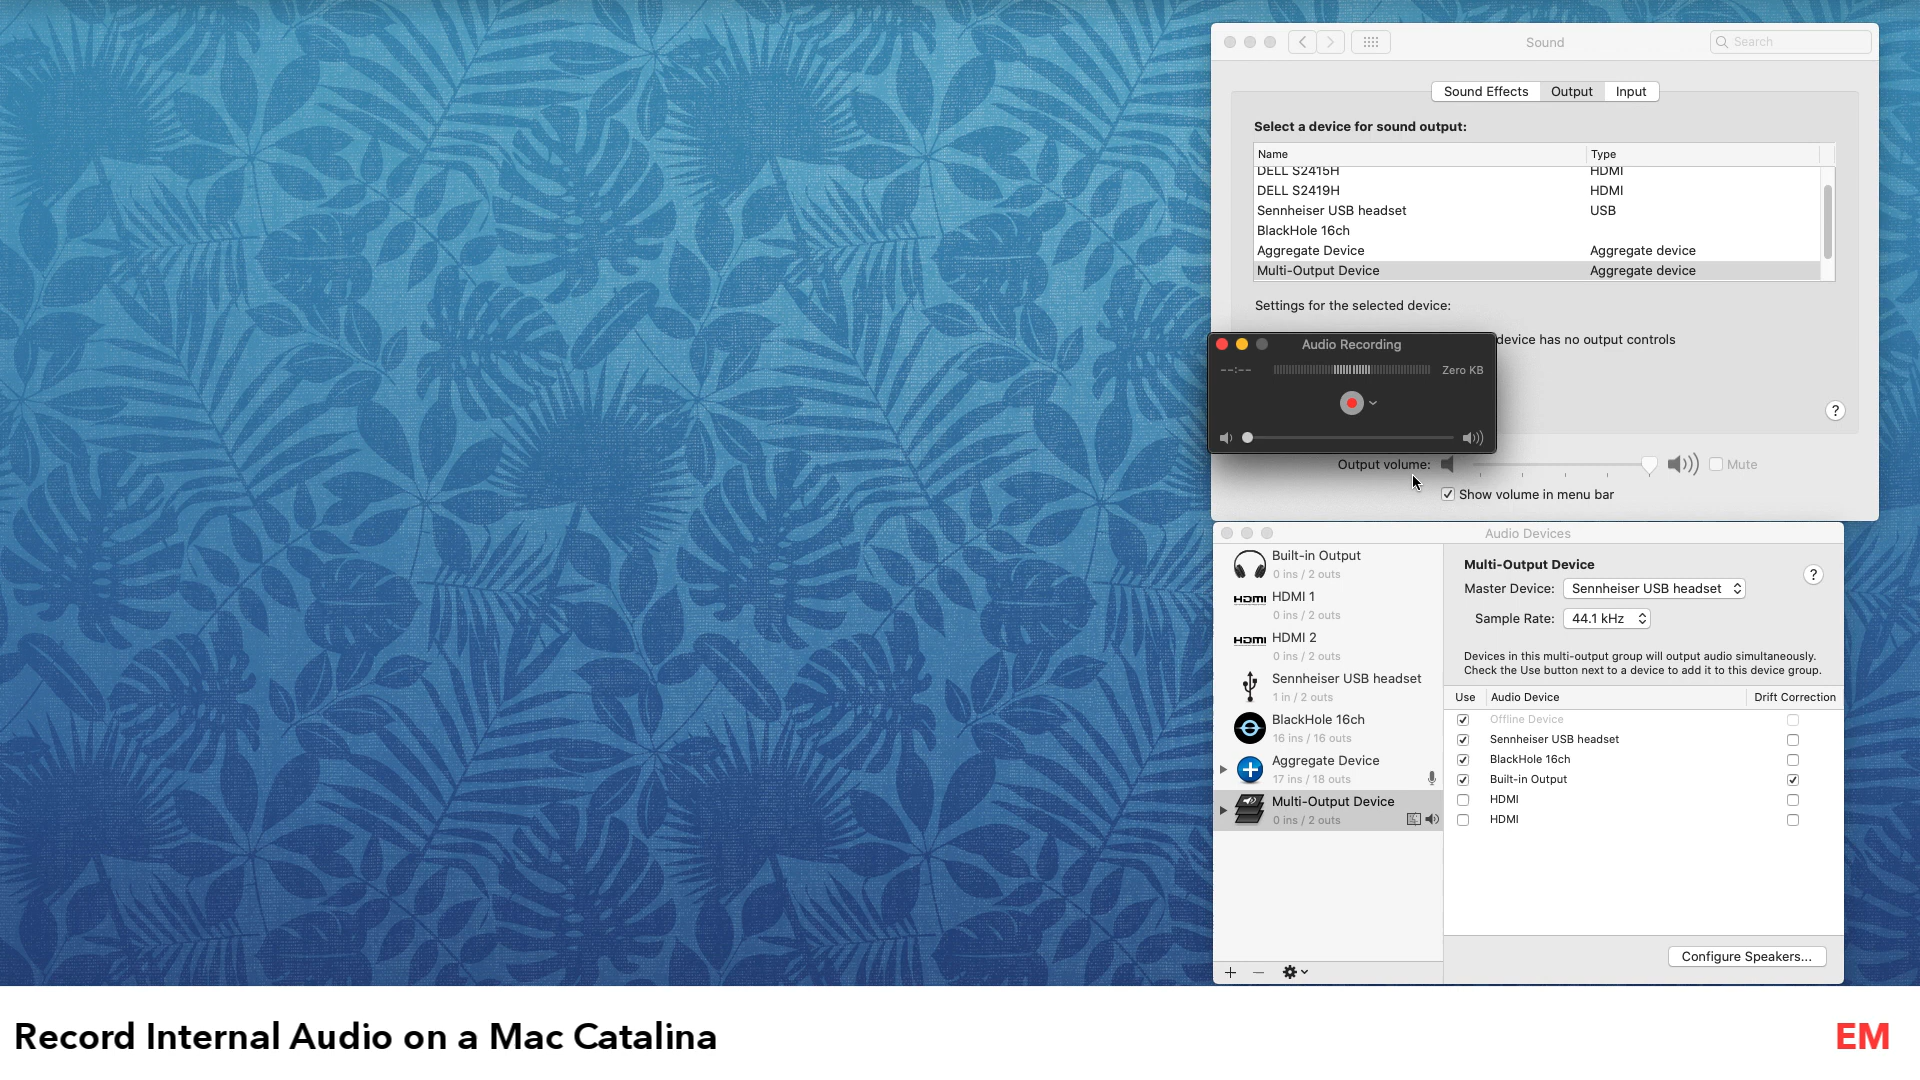 Sound
Search
Sound Effects
Output
Input
Select a device for sound output:
Name
Type
DELL S2415H
HDMI
DELL S2419H
HDMI
Sennheiser USB headset
USB
BlackHole 16ch
Aggregate Device
Aggregate device
Multi-Output Device
Aggregate device
Settings for the selected device:
device has no output controls
Audio Recording
--:--
Zero KB
?
Output volume:
Mute
Show volume in menu bar
Audio Devices
Built-in Output
0 ins / 2 outs
HDMI
HDMI 1
0 ins / 2 outs
HDMI
HDMI 2
0 ins / 2 outs
Sennheiser USB headset
1 in / 2 outs
BlackHole 16ch
16 ins / 16 outs
Aggregate Device
17 ins / 18 outs
Multi-Output Device
0 ins / 2 outs
Multi-Output Device
?
Master Device: Sennheiser USB headset
Sample Rate: 44.1 kHz
Devices in this multi-output group will output audio simultaneously.
Check the Use button next to a device to add it to this device group.
Use
Audio Device
Drift Correction
Offline Device
Sennheiser USB headset
BlackHole 16ch
Built-in Output
HDMI
HDMI
Configure Speakers...
Record Internal Audio on a Mac Catalina
EM